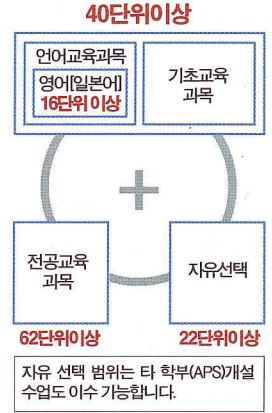 40단위이상
언어교육과목
영어[일본어]
16단위 이상
기초교육
과목
+
전공교육
과목
자유선택
62단위이상
22단위이상
자유 선택 범위는 타 학부(APS)개설
수업도 이수 가능합니다.